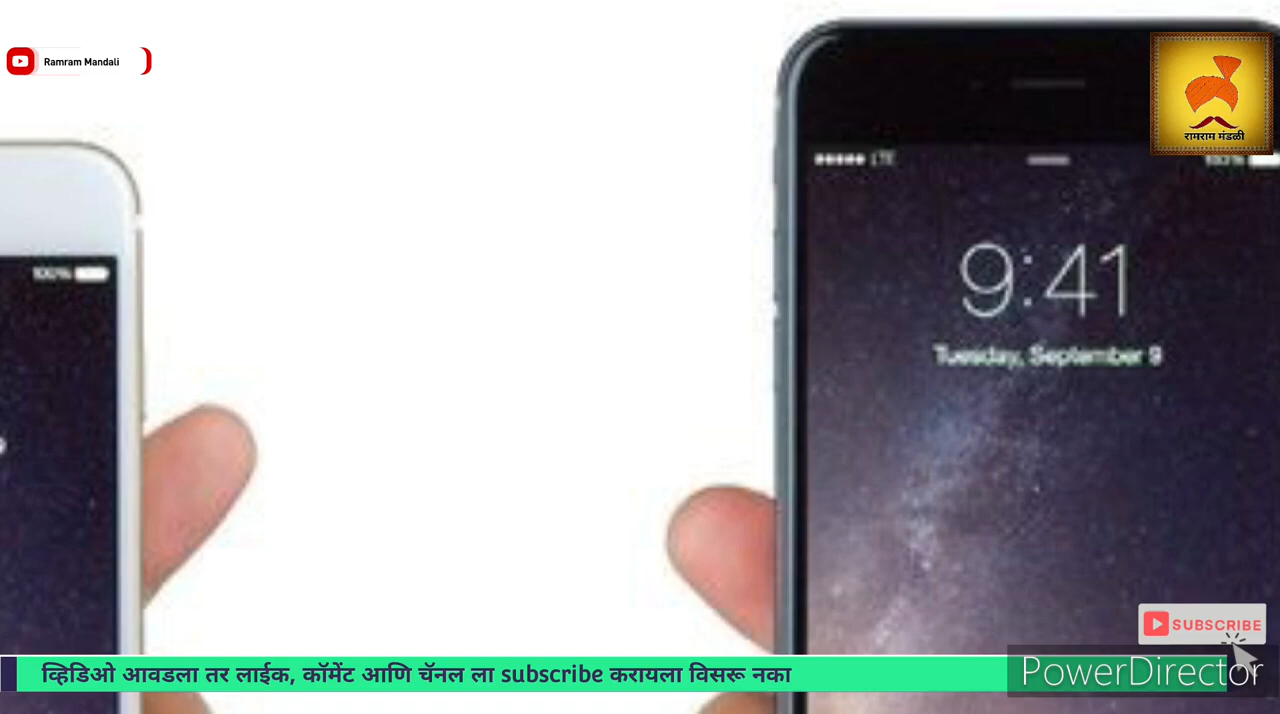 Ramram Mandali
रामराम मंडळी
LTE
100%
100%
9:41
Tuesday, September 9
SUBSCRIBE
PowerDirector
व्हिडिओ आवडला तर लाईक, कॉमेंट आणि चॅनल ला subscribe करायला विसरू नका